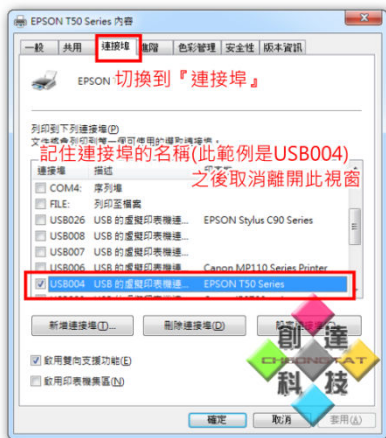 EPSON T50 Series 內容
一般 共用 連接埠 進階 色彩管理 安全性 版本資訊
EPSON
切換到『連接埠』
列印到下列連接埠(P)
記住連接埠的名稱(此範例是USB004)
之後取消離開此視窗
連接埠 描述
COM4: 序列埠
FILE: 列印至檔案
USB026 USB 的虛擬印表機連... EPSON Stylus C90 Series
USB008 USB 的虛擬印表機連...
USB007 USB 的虛擬印表機連...
USB006 USB 的虛擬印表機連... Canon MP110 Series Printer
USB004 USB 的虛擬印表機連... EPSON T50 Series
新增連接埠(T)... 刪除連接埠(D)
啟用雙向支援功能(E)
啟用印表機集區(N)
創達
科技
確定 取消 套用(A)